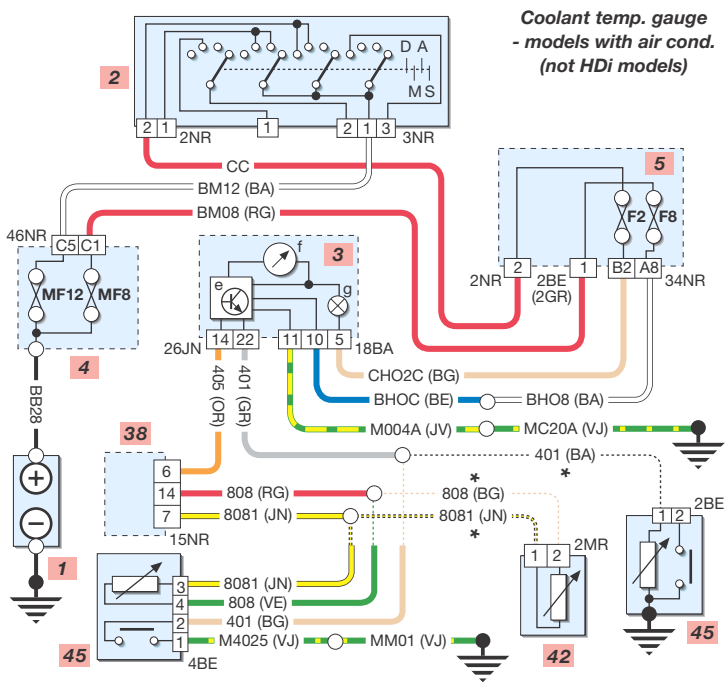 Coolant temp. gauge
- models with air cond.
(not HDi models)
2
D A
M S
2 1
2NR
1
2 1 3
3NR
CC
BM12 (BA)
BM08 (RG)
5
F2 F8
2
2NR
1
2BE
(2GR)
B2 A8
34NR
46NR
C5 C1
MF12 MF8
4
3
f
e
g
26JN
14 22
11 10 5
18BA
CHO2C (BG)
BHOC (BE)
BHO8 (BA)
M004A (JV)
MC20A (VJ)
405 (OR)
401 (GR)
BB28
+
−
1
38
6
14
7
15NR
808 (RG)
8081 (JN)
401 (BA)
*
*
808 (BG)
8081 (JN)
*
2BE
1 2
45
1 2
2MR
42
3
4
2
1
4BE
45
8081 (JN)
808 (VE)
401 (BG)
M4025 (VJ)
MM01 (VJ)